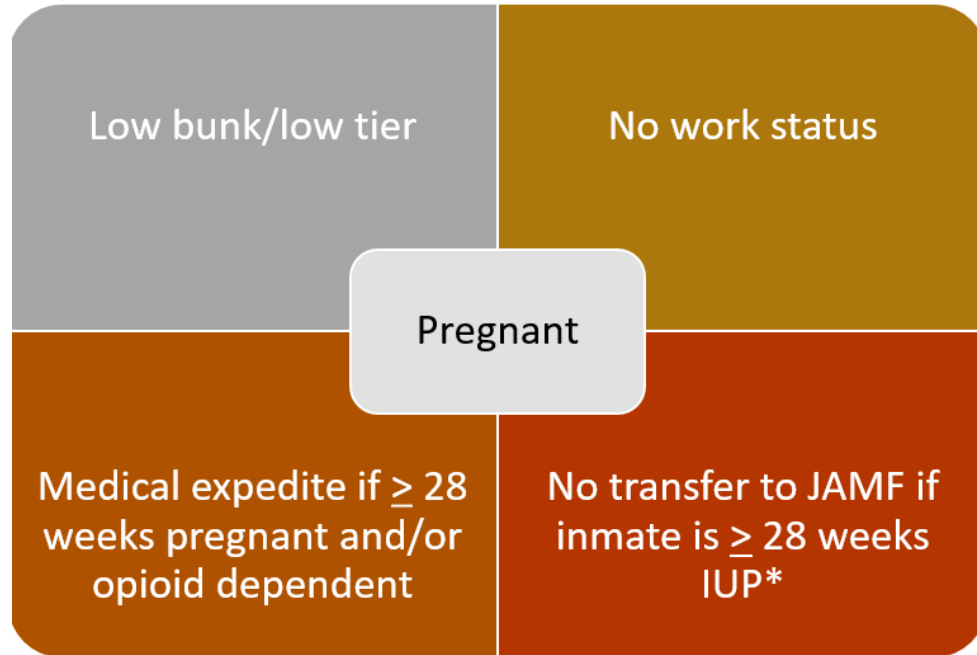 Low bunk/low tier
No work status
Pregnant
Medical expedite if ≥ 28
weeks pregnant and/or
opioid dependent
No transfer to JAMF if
inmate is ≥ 28 weeks
IUP*